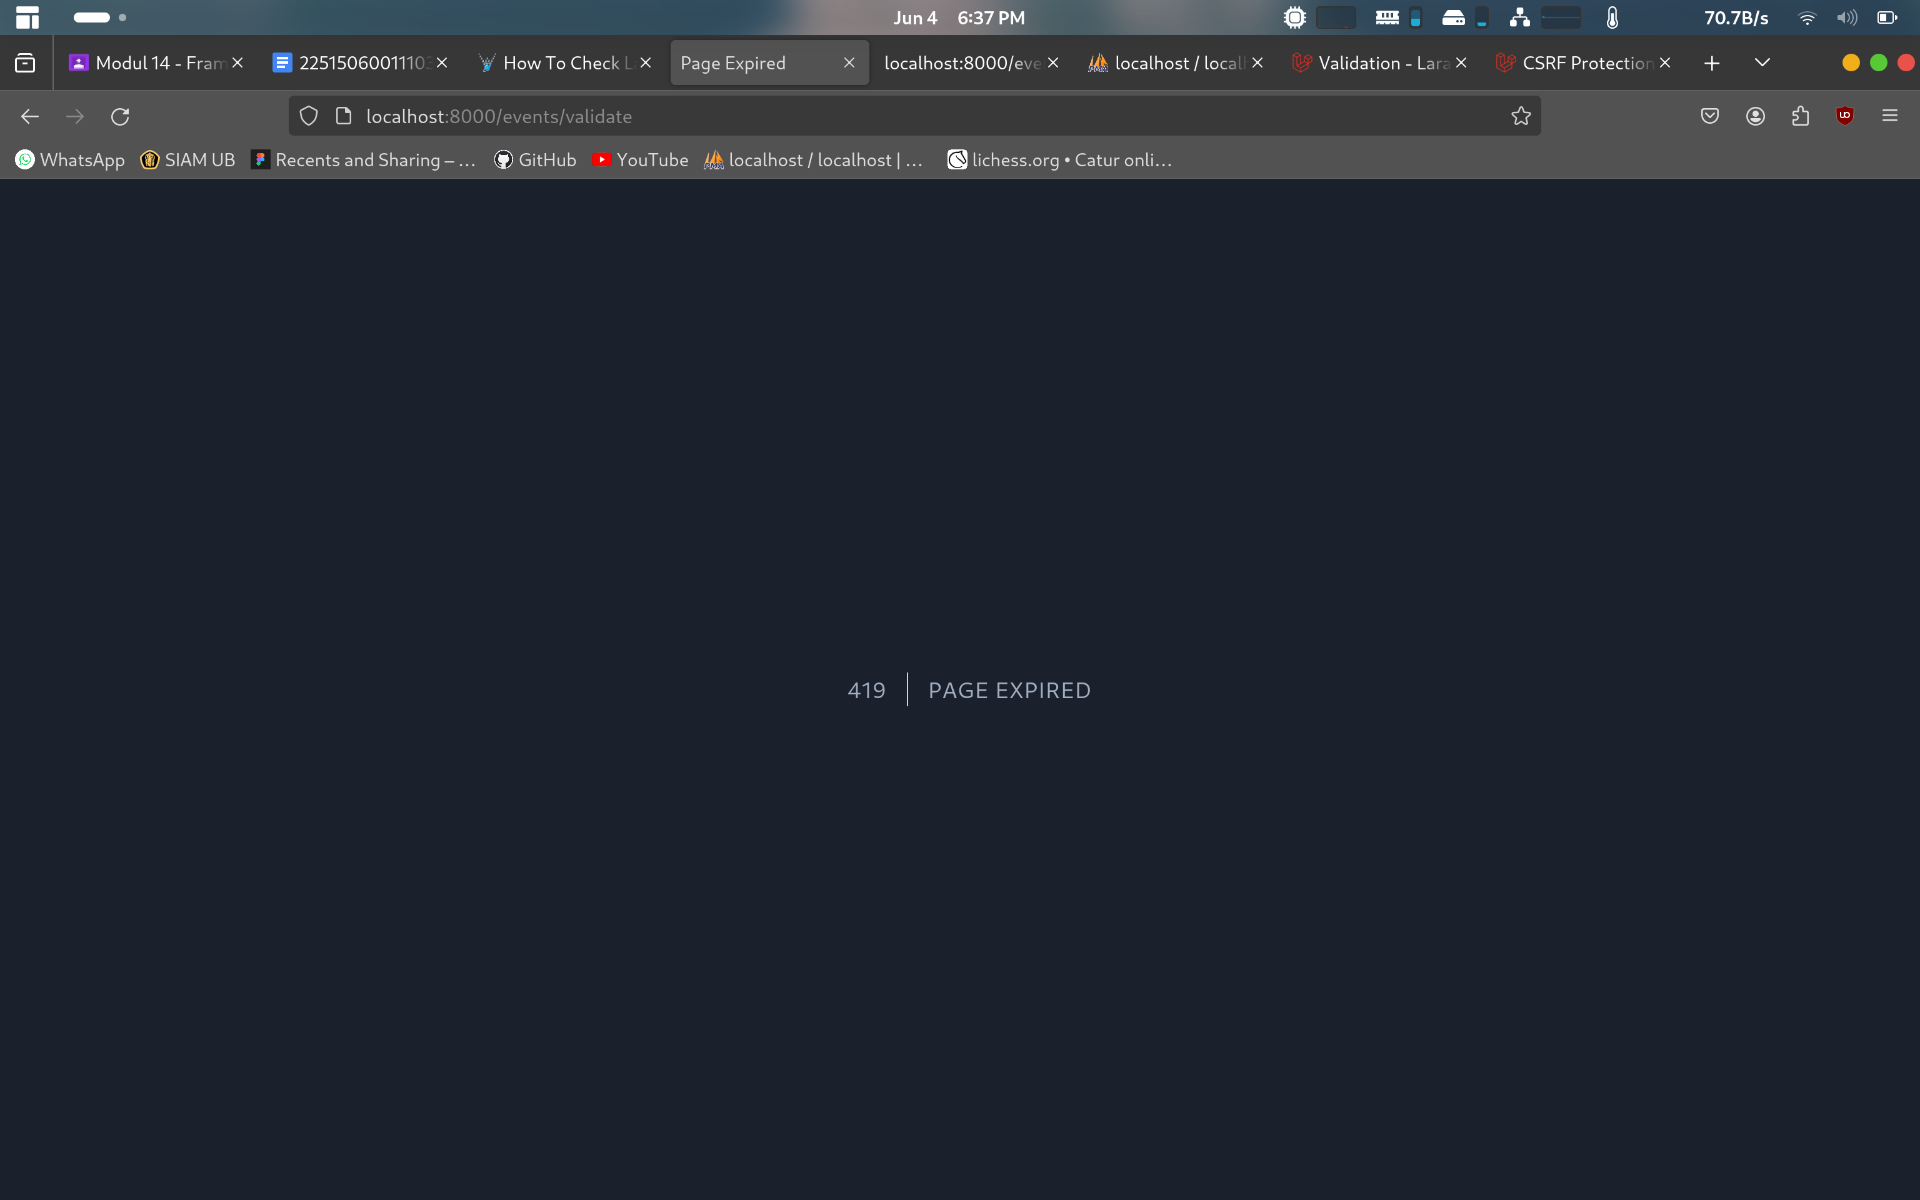 Jun 4 6:37 PM
70.7B/s
Modul 14 - Fram
22515060011103
How To Check L
Page Expired
localhost:8000/eve
localhost / local
Validation - Lara
CSRF Protection
localhost:8000/events/validate
WhatsApp
SIAM UB
Recents and Sharing – ...
GitHub
YouTube
localhost / localhost | ...
lichess.org • Catur onli...
419 PAGE EXPIRED